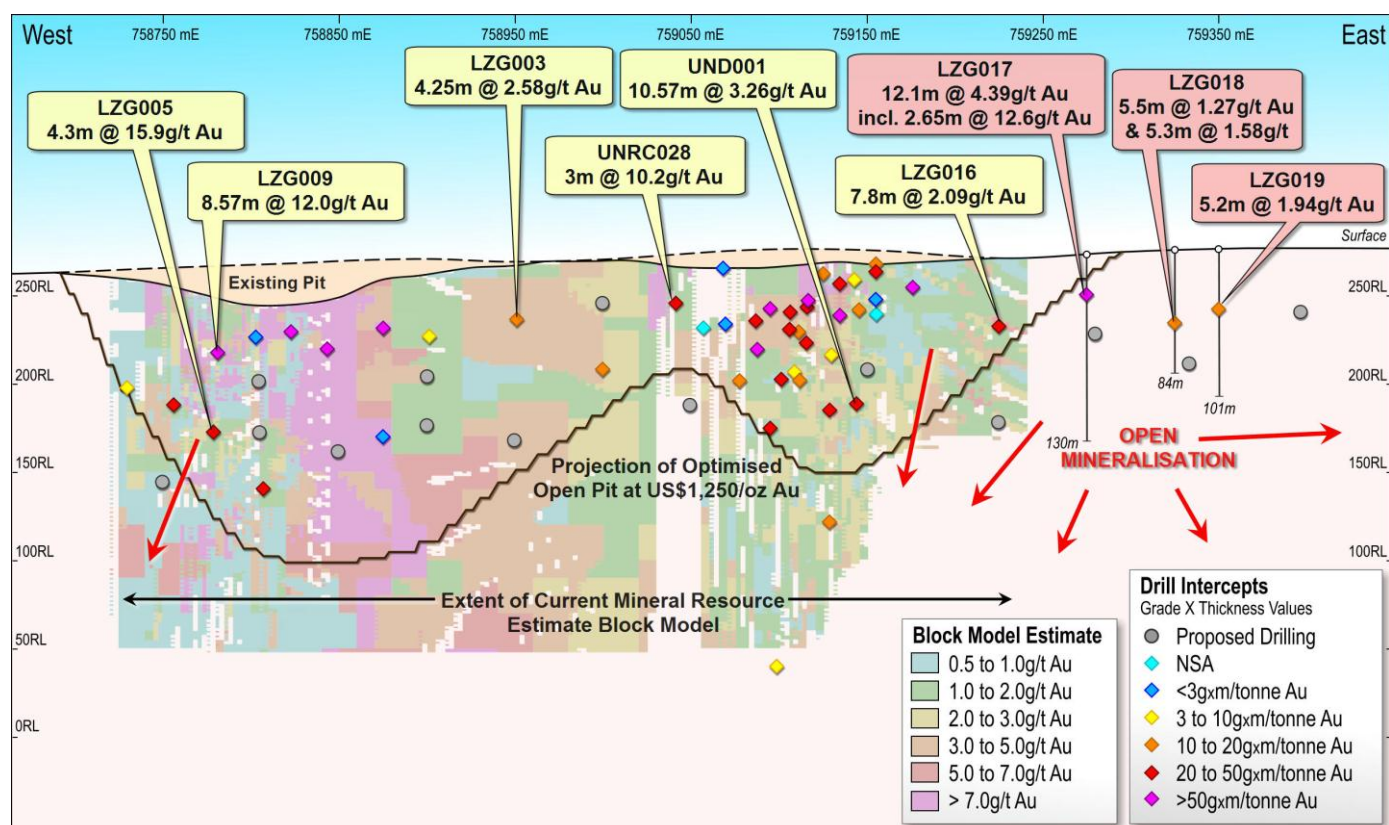 West
758750 mE
758850 mE
758950 mE
759050 mE
759150 mE
759250 mE
759350 mE
East
LZG005
4.3m @ 15.9g/t Au
LZG009
8.57m @ 12.0g/t Au
LZG003
4.25m @ 2.58g/t Au
UNRC028
3m @ 10.2g/t Au
UND001
10.57m @ 3.26g/t Au
LZG016
7.8m @ 2.09g/t Au
LZG017
12.1m @ 4.39g/t Au
incl. 2.65m @ 12.6g/t Au
LZG018
5.5m @ 1.27g/t Au
& 5.3m @ 1.58g/t
LZG019
5.2m @ 1.94g/t Au
Surface
Existing Pit
250RL
250RL
200RL
200RL
150RL
150RL
100RL
100RL
50RL
0RL
84m
101m
130m
OPEN
MINERALISATION
Projection of Optimised
Open Pit at US$1,250/oz Au
Extent of Current Mineral Resource
Estimate Block Model
Block Model Estimate
0.5 to 1.0g/t Au
1.0 to 2.0g/t Au
2.0 to 3.0g/t Au
3.0 to 5.0g/t Au
5.0 to 7.0g/t Au
> 7.0g/t Au
Drill Intercepts
Grade X Thickness Values
Proposed Drilling
NSA
<3gxm/tonne Au
3 to 10gxm/tonne Au
10 to 20gxm/tonne Au
20 to 50gxm/tonne Au
>50gxm/tonne Au